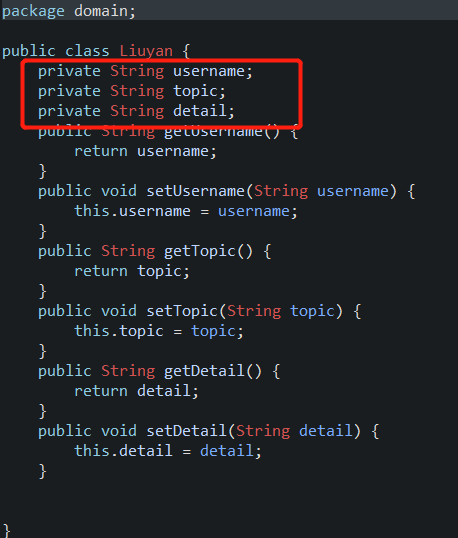 package domain;
public class Liuyan {
    private String username;
    private String topic;
    private String detail;
    public String getUsername() {
        return username;
    }
    public void setUsername(String username) {
        this.username = username;
    }
    public String getTopic() {
        return topic;
    }
    public void setTopic(String topic) {
        this.topic = topic;
    }
    public String getDetail() {
        return detail;
    }
    public void setDetail(String detail) {
        this.detail = detail;
    }
}